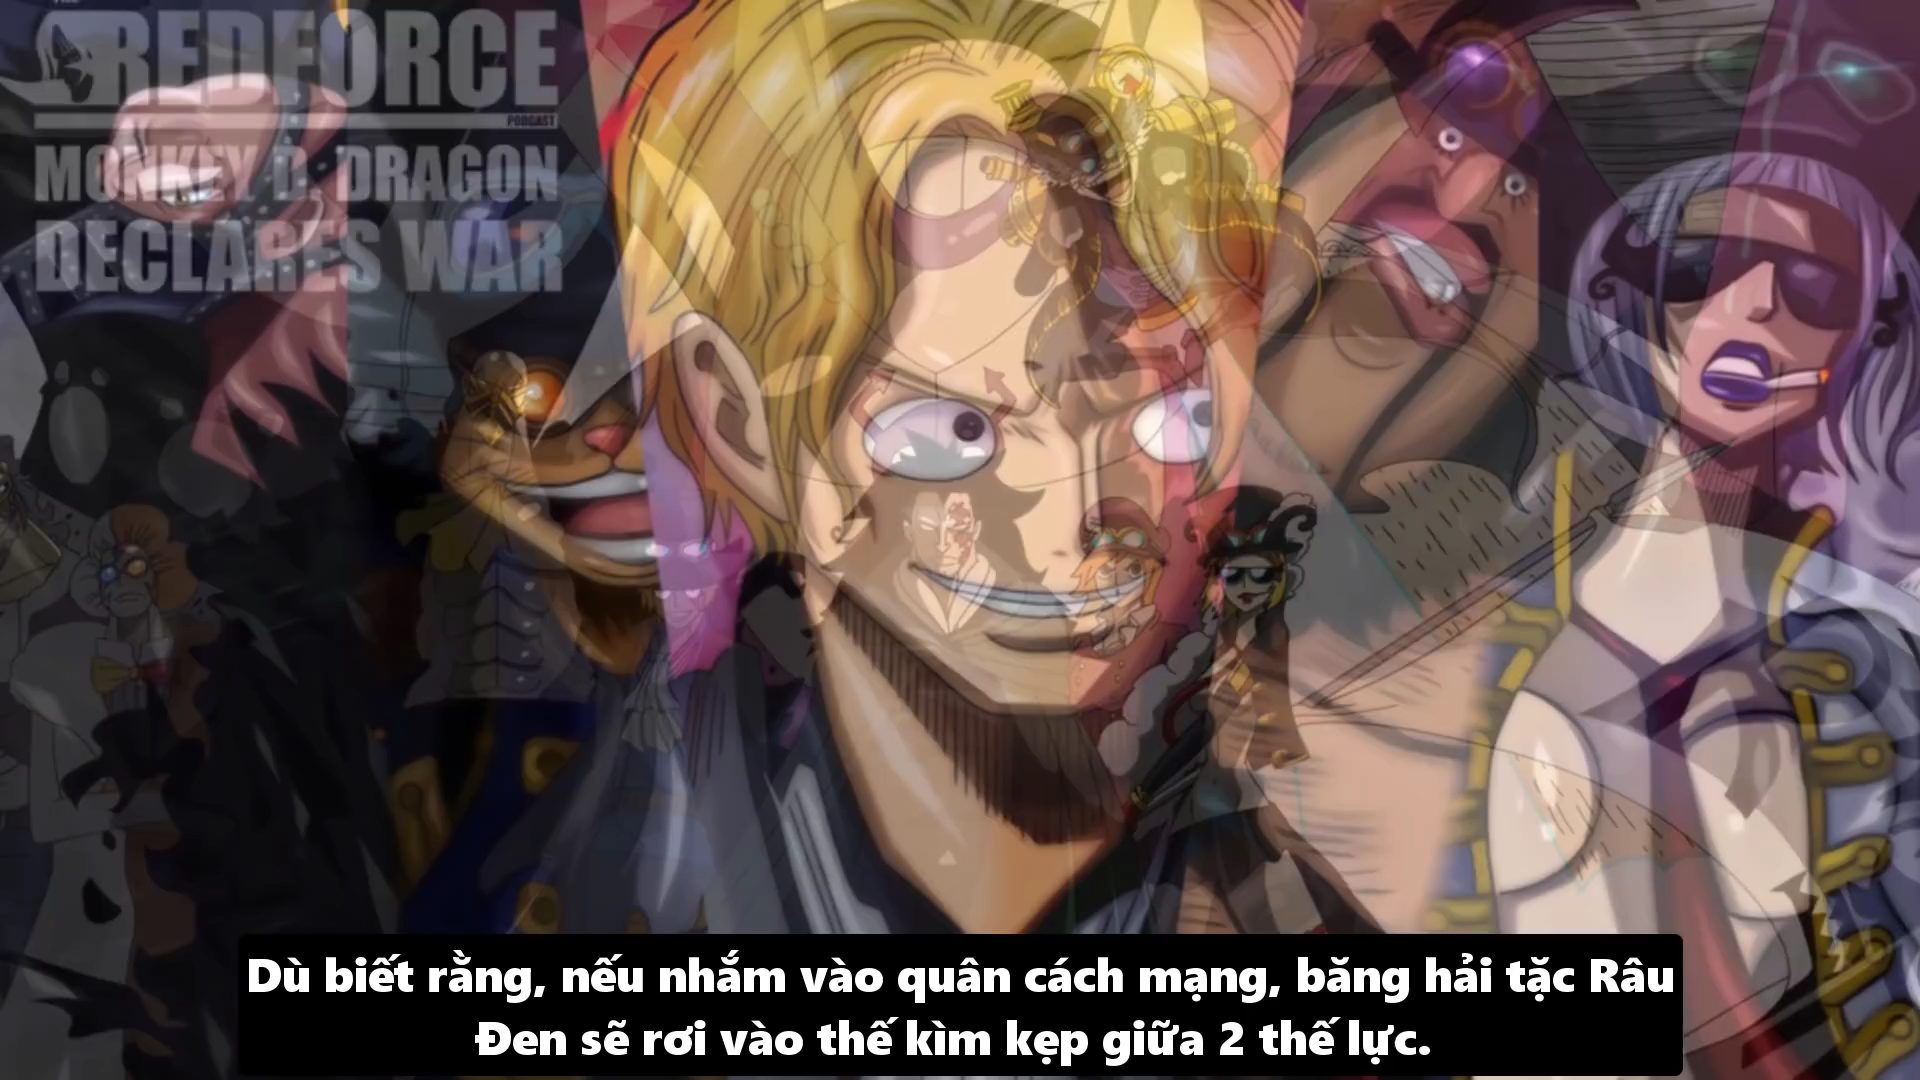 THE
REDFORCE
PODCAST
MONKEY D. DRAGON
DECLARES WAR
Dù biết rằng, nếu nhắm vào quân cách mạng, băng hải tặc Râu
Đen sẽ rơi vào thế kìm kẹp giữa 2 thế lực.